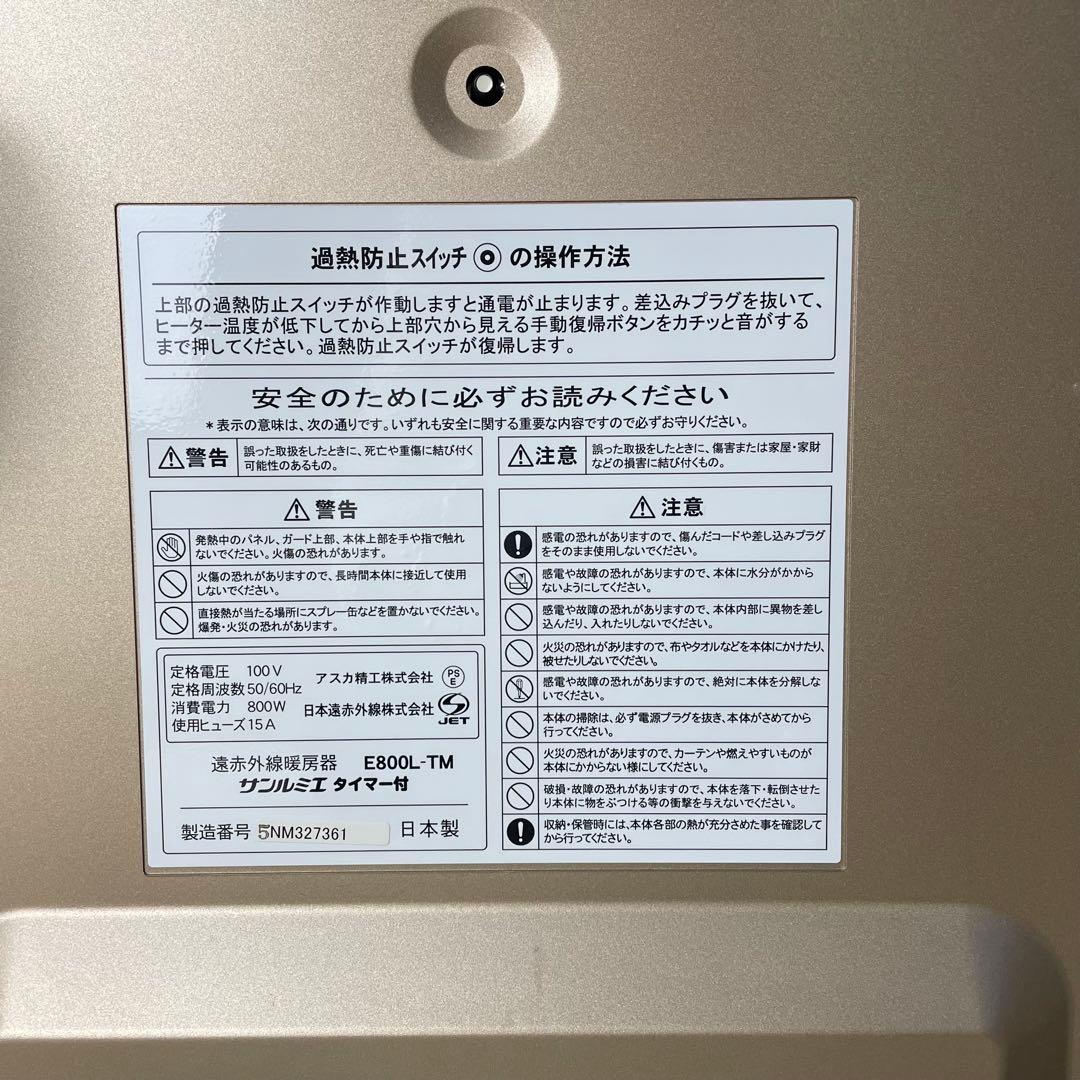 過熱防止スイッチ◎の操作方法
上部の過熱防止スイッチが作動しますと通電が止まります。差込みプラグを抜いて、
ヒーター温度が低下してから上部穴から見える手動復帰ボタンをカチッと音がする
まで押してください。過熱防止スイッチが復帰します。
安全のために必ずお読みください
*表示の意味は、次の通りです。いずれも安全に関する重要な内容ですので必ずお守りください。
警告
誤った取扱をしたときに、死亡や重傷に結び付く
可能性のあるもの。
注意
誤った取扱をしたときに、傷害または家屋・家財
などの損害に結び付くもの。
警告
発熱中のパネル、ガード上部、本体上部を手や指で触れ
ないでください。火傷の恐れがあります。
火傷の恐れがありますので、長時間本体に接近して使用
しないでください。
直接熱が当たる場所にスプレー缶などを置かないでください。
爆発・火災の恐れがあります。
注意
感電の恐れがありますので、傷んだコードや差し込みプラグ
をそのまま使用しないでください。
感電や故障の恐れがありますので、本体に水分がかから
ないようにしてください。
感電や故障の恐れがありますので、本体内部に異物を差し
込んだり、入れたりしないでください。
火災の恐れがありますので、布やタオルなどを本体にかけたり、
被せたりしないでください。
感電や故障の恐れがありますので、絶対に本体を分解しな
いでください。
本体の掃除は、必ず電源プラグを抜き、本体がさめてから
行ってください。
火災の恐れがありますので、カーテンや燃えやすいものが
本体にかからない様にしてください。
破損・故障の恐れがありますので、本体を落下・転倒させた
り本体に物をぶつける等の衝撃を与えないでください。
収納・保管時には、本体各部の熱が充分さめた事を確認して
から行ってください。
定格電圧 100V
定格周波数 50/60Hz
消費電力 800W
使用ヒューズ 15A
アスカ精工株式会社
PS
E
日本遠赤外線株式会社
JET
遠赤外線暖房器 E800L-TM
サンルミエ タイマー付
製造番号 5NM327361 日本製